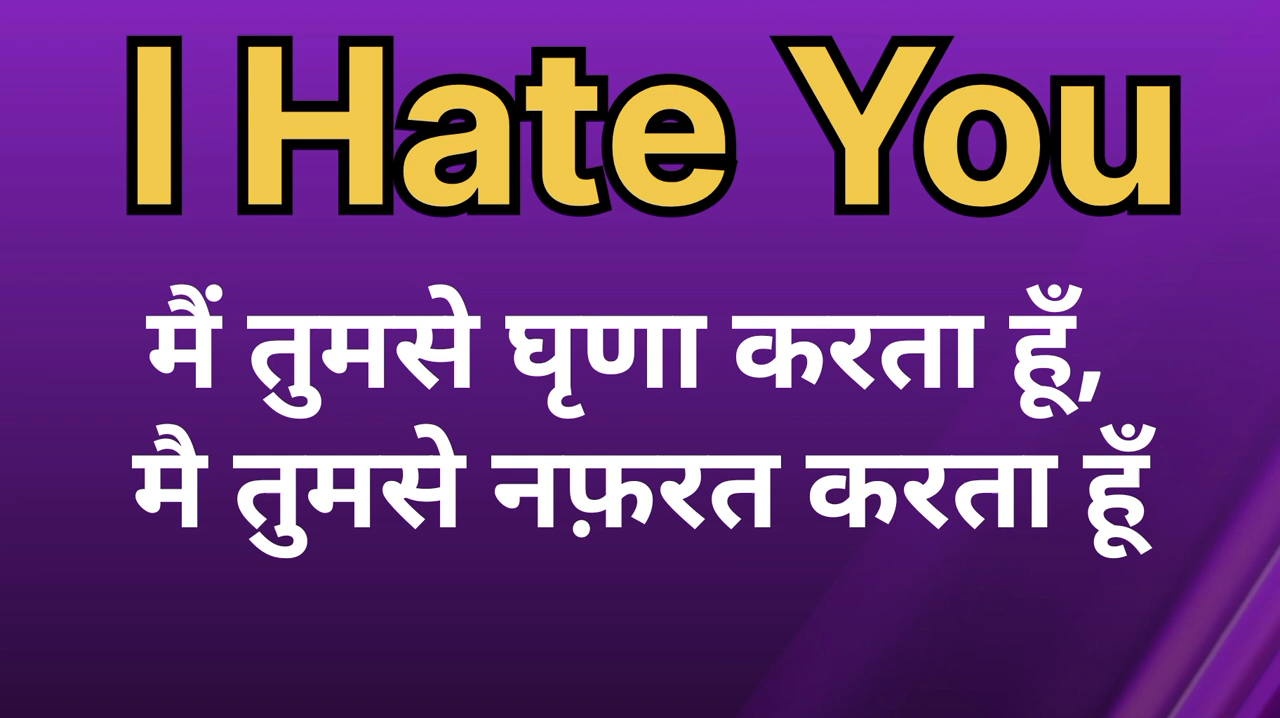 I Hate You
मैं तुमसे घृणा करता हूँ,
मै तुमसे नफ़रत करता हूँ